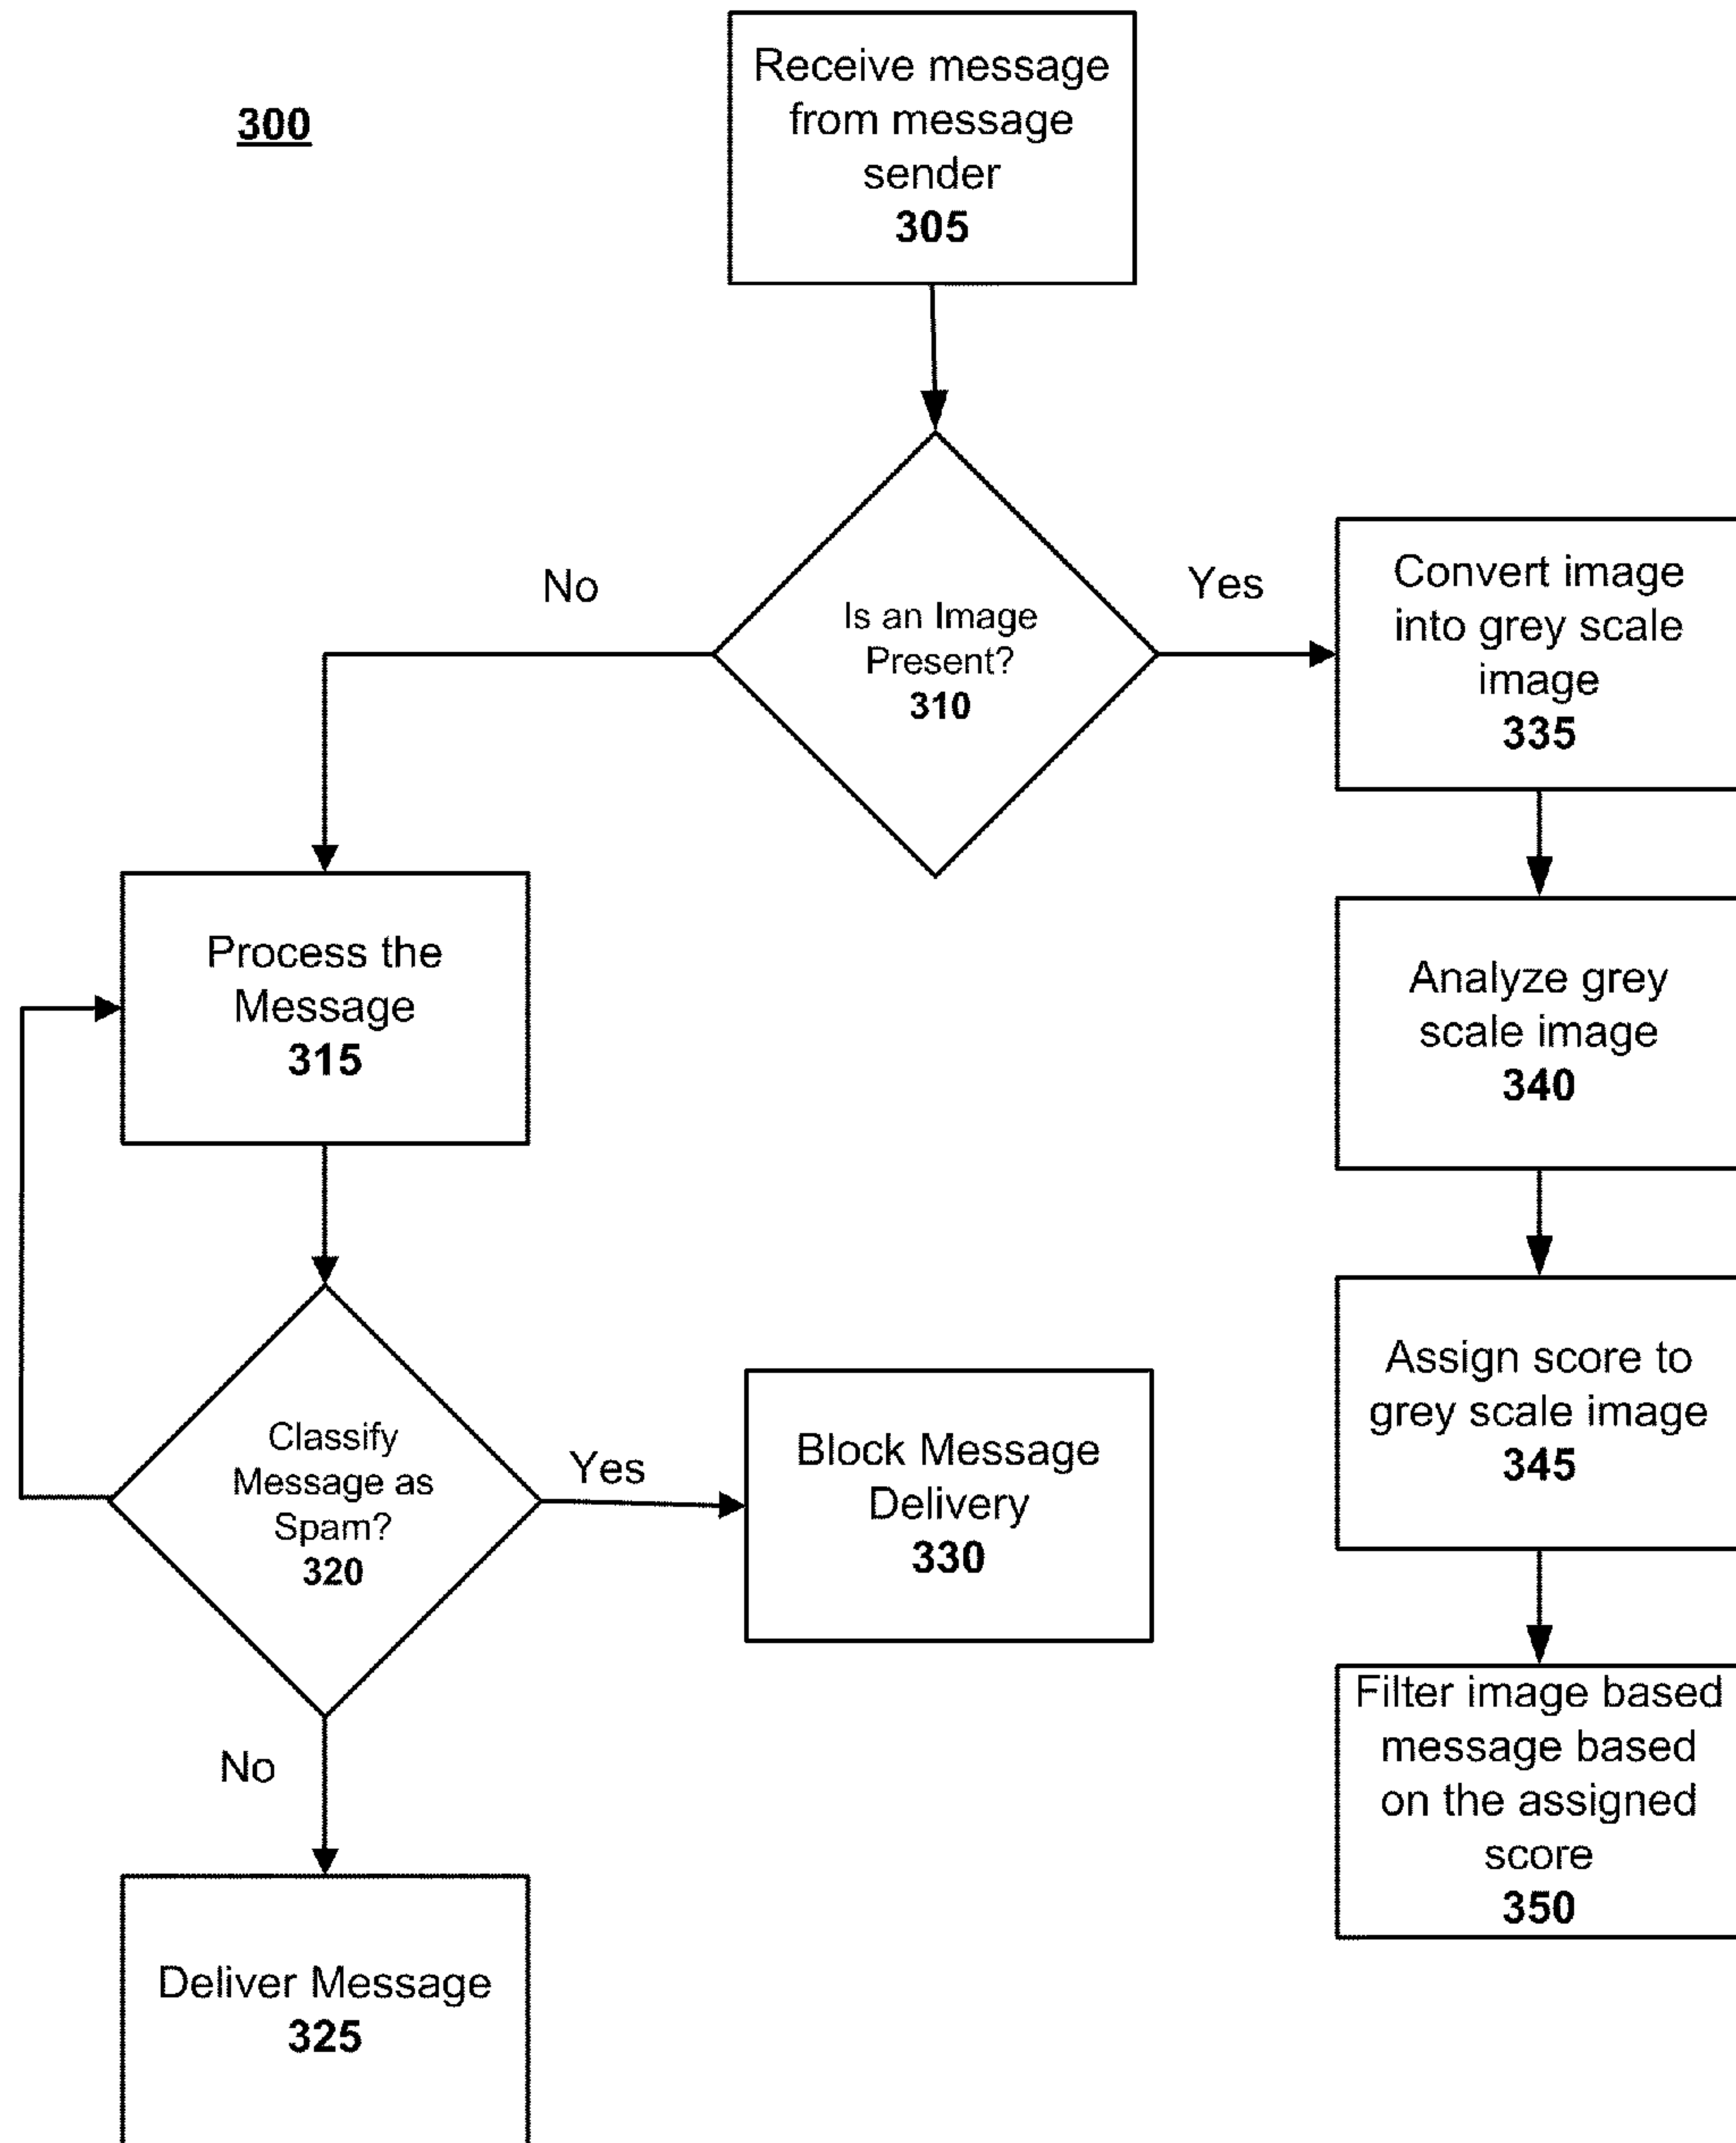 300
Receive message
from message
sender
305
No
Is an Image
Present?
310
Yes
Convert image
into grey scale
image
335
Process the
Message
315
Analyze grey
scale image
340
Classify
Message as
Spam?
320
Yes
Block Message
Delivery
330
Assign score to
grey scale image
345
No
Filter image based
message based
on the assigned
score
350
Deliver Message
325